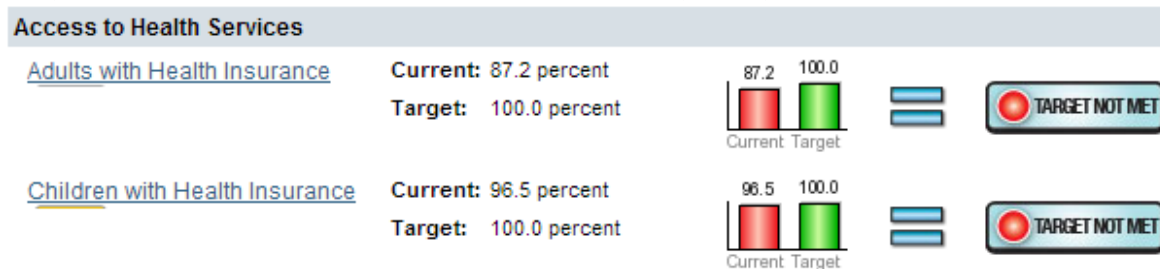 Access to Health Services
Adults with Health Insurance
Current: 87.2 percent
Target: 100.0 percent
87.2 100.0
Current Target
TARGET NOT MET
Children with Health Insurance
Current: 96.5 percent
Target: 100.0 percent
96.5 100.0
Current Target
TARGET NOT MET